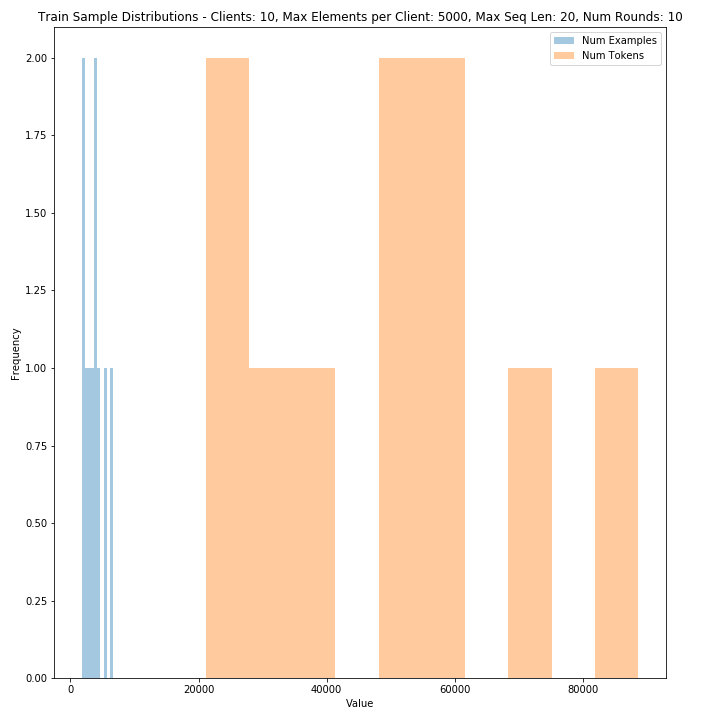 Train Sample Distributions - Clients: 10, Max Elements per Client: 5000, Max Seq Len: 20, Num Rounds: 10
Num Examples
Num Tokens
2.00
1.75
1.50
1.25
1.00
0.75
0.50
0.25
0.00
Frequency
0 20000 40000 60000 80000
Value